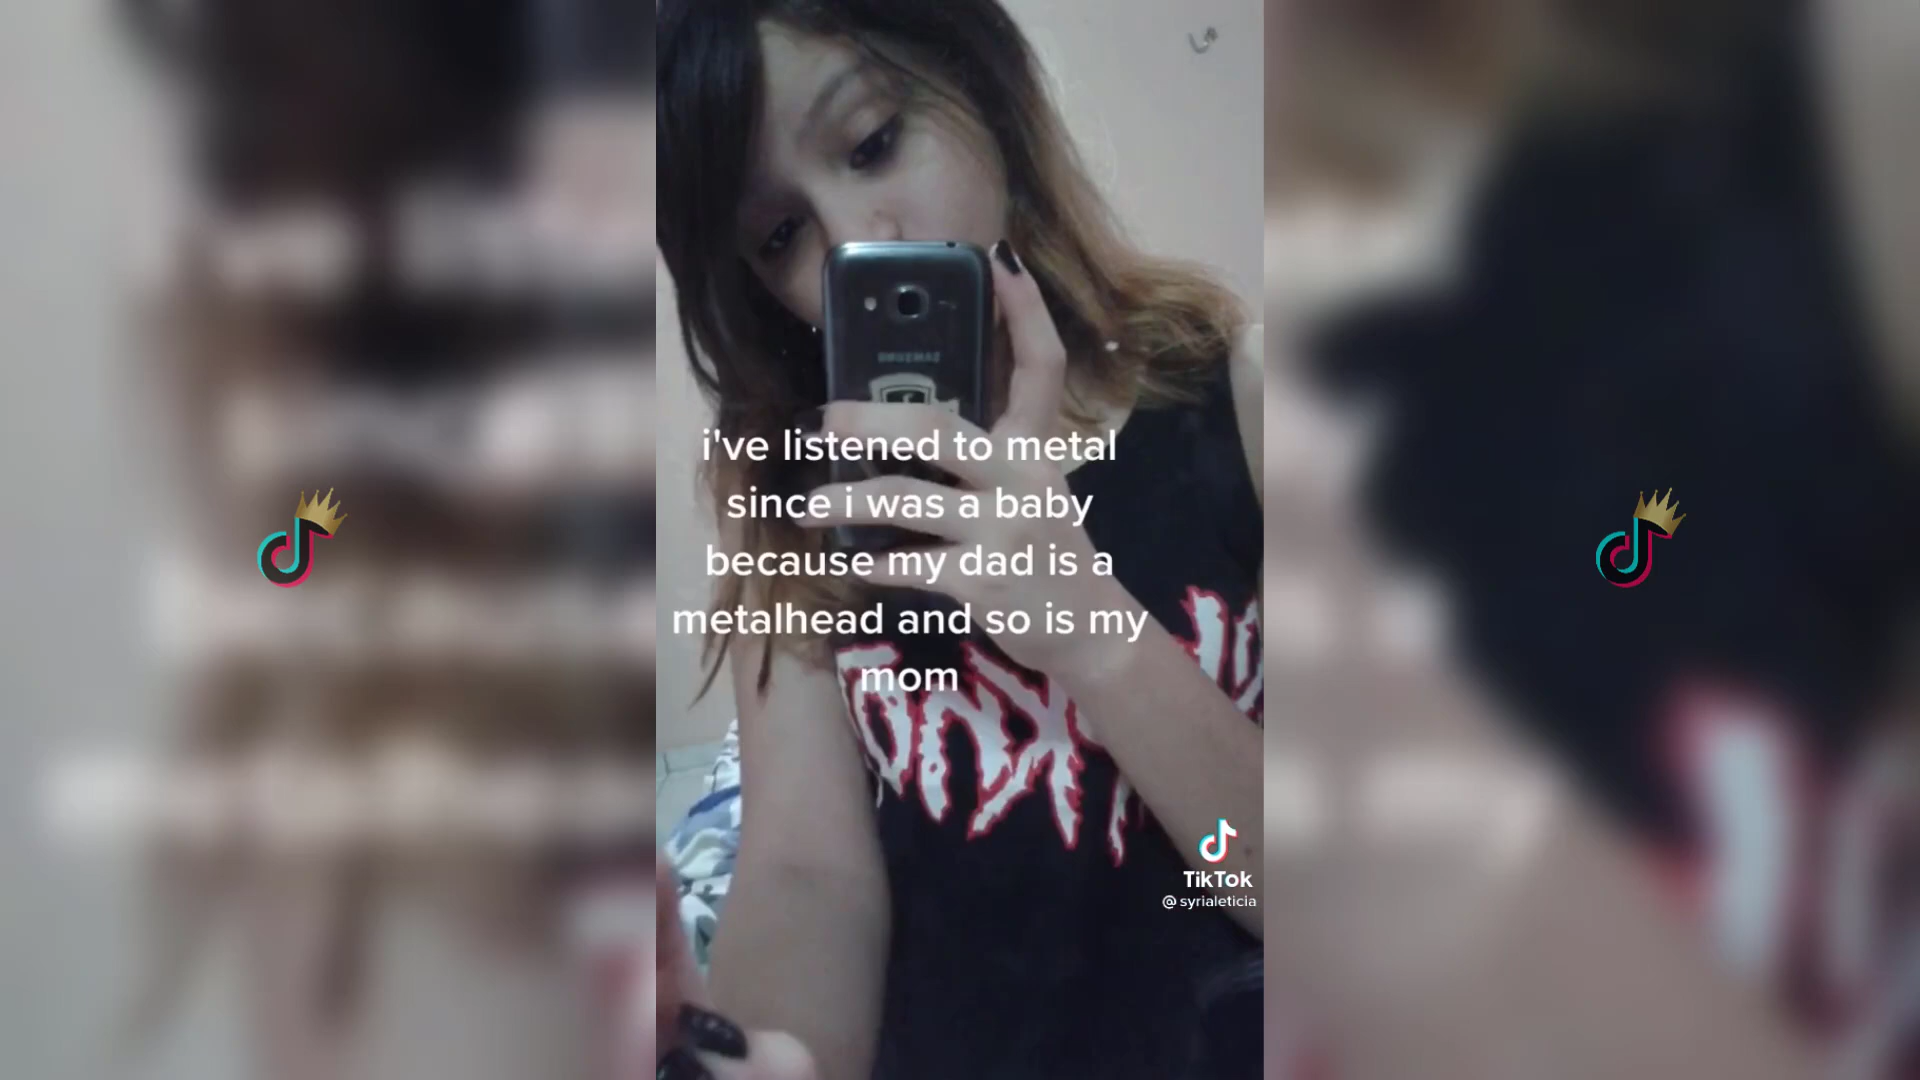 i've listened to metal
since i was a baby
because my dad is a
metalhead and so is my
mom
TikTok
@syrialeticia